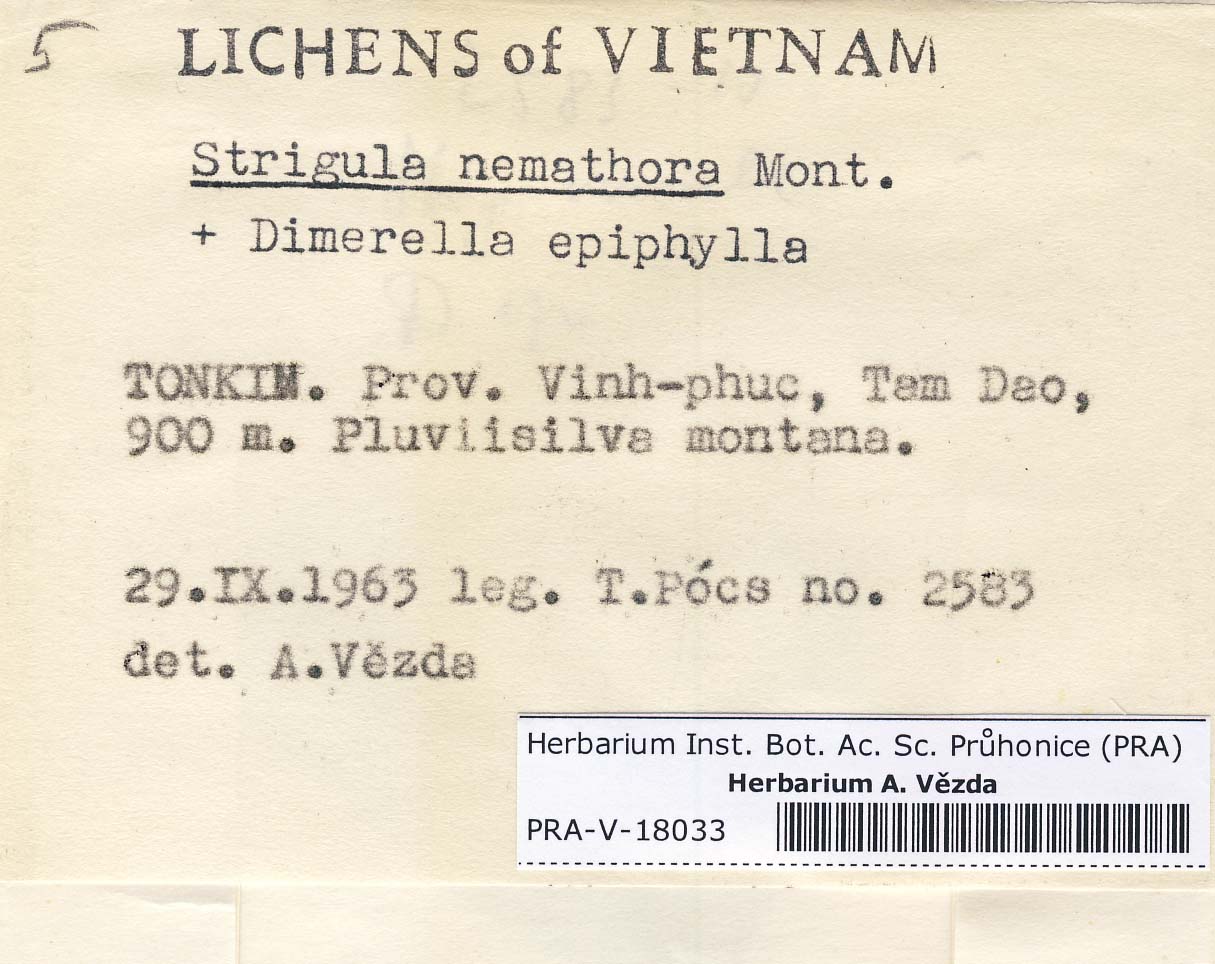 5
LICHENS of VIETNAM
Strigula nemathora Mont.
+ Dimerella epiphylla
TONKIN. Prov. Vinh-phuc, Tam Dao,
900 m. Pluviisilva montana.
29.IX.1963 leg. T.Pócs no. 2583
det. A.Vězda
Herbarium Inst. Bot. Ac. Sc. Průhonice (PRA)
Herbarium A. Vězda
PRA-V-18033